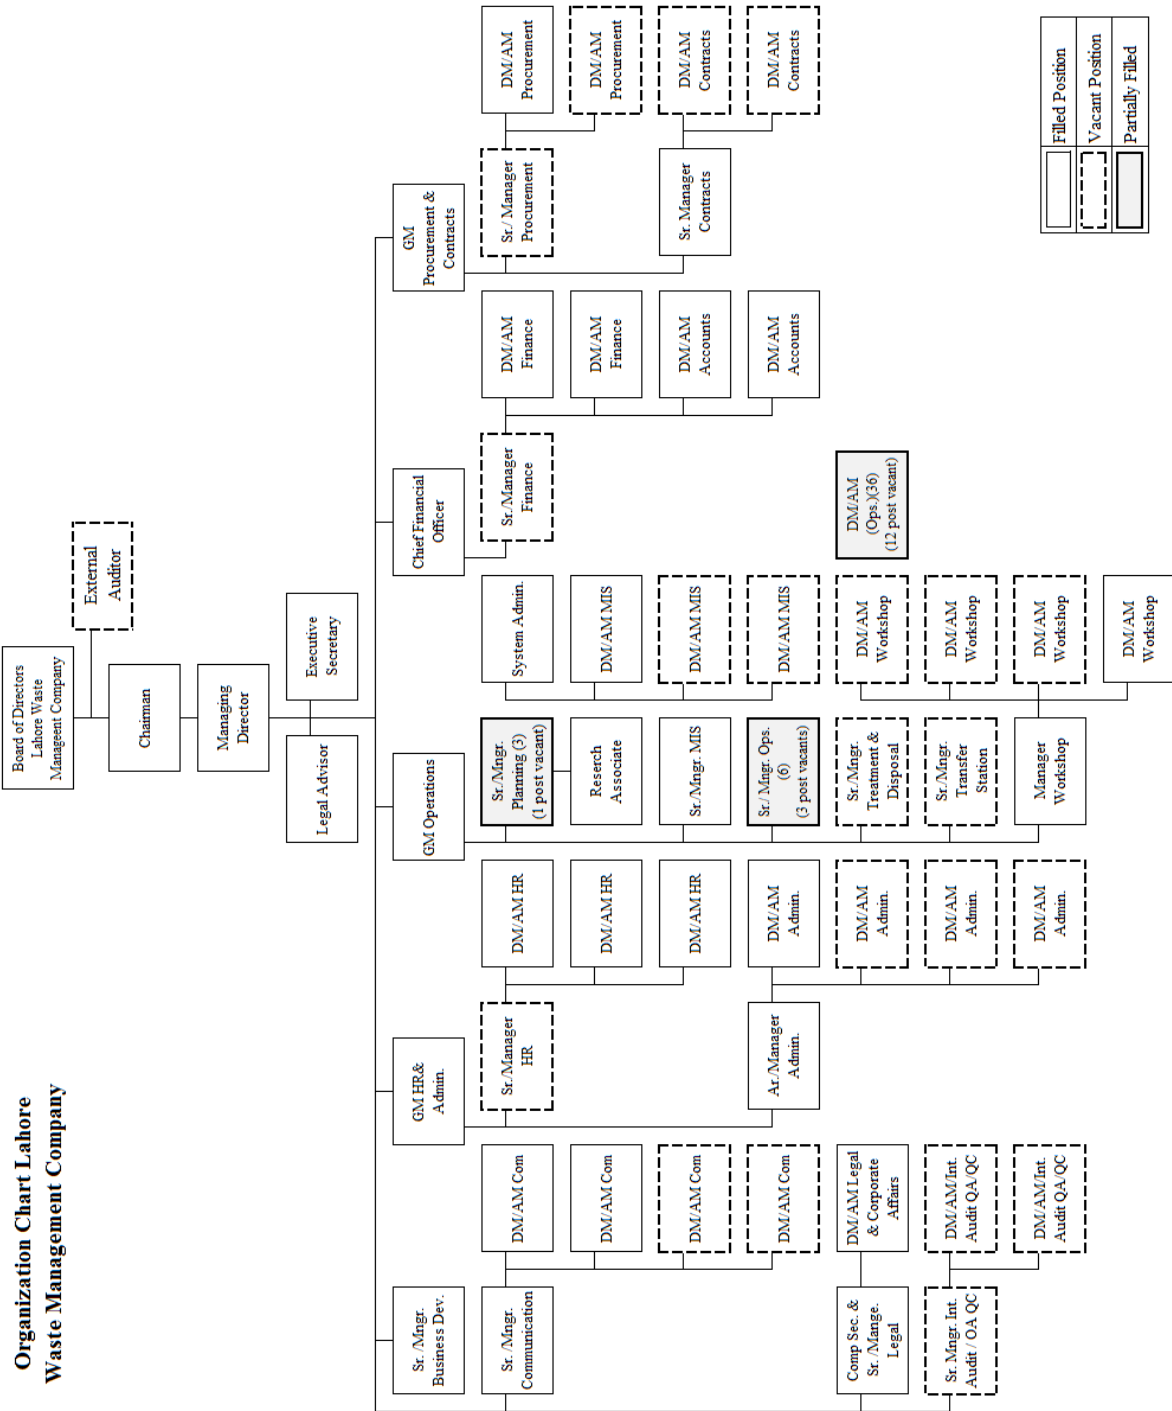 Organization Chart Lahore
Waste Management Company
Board of Directors
Lahore Waste
Manageent Company
External
Auditor
Chairman
Managing
Director
Legal Advisor
Executive
Secretary
Sr. /Mngr.
Business Dev.
GM HR&
Admin.
GM Operations
Chief Financial
Officer
GM
Procurement &
Contracts
Sr. /Mngr.
Communication
DM/AM Com
DM/AM Com
DM/AM Com
DM/AM Com
Comp Sec. &
Sr. /Mange.
Legal
DM/AM Legal
& Corporate
Affairs
Sr. Mngr. Int.
Audit / OA QC
DM/AM/Int.
Audit QA/QC
DM/AM/Int.
Audit QA/QC
Sr./Manager
HR
DM/AM HR
DM/AM HR
DM/AM HR
Ar./Manager
Admin.
DM/AM
Admin.
DM/AM
Admin.
DM/AM
Admin.
DM/AM
Admin.
Sr./Mngr.
Planning (3)
(1 post vacant)
Reserch
Associate
Sr./Mngr. MIS
Sr./ Mngr. Ops.
(6)
(3 post vacants)
Sr./Mngr.
Treatment &
Disposal
Sr./Mngr.
Transfer
Station
Manager
Workshop
System Admin.
DM/AM MIS
DM/AM MIS
DM/AM MIS
DM/AM
Workshop
DM/AM
Workshop
DM/AM
Workshop
DM/AM
Workshop
DM/AM
(Ops.)(36)
(12 post vacant)
Sr./Manager
Finance
DM/AM
Finance
DM/AM
Finance
DM/AM
Accounts
DM/AM
Accounts
Sr./ Manager
Procurement
DM/AM
Procurement
DM/AM
Procurement
Sr. Manager
Contracts
DM/AM
Contracts
DM/AM
Contracts
Filled Position
Vacant Position
Partially Filled